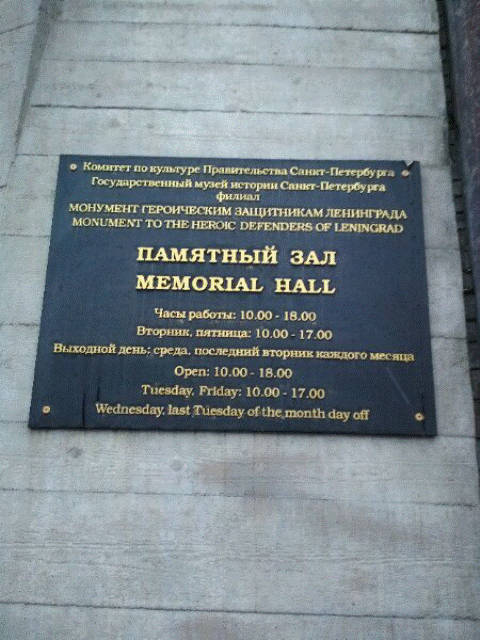 Комитет по культуре Правительства Санкт-Петербурга
Государственный музей истории Санкт-Петербурга
филиал
МОНУМЕНТ ГЕРОИЧЕСКИМ ЗАЩИТНИКАМ ЛЕНИНГРАДА
MONUMENT TO THE HEROIC DEFENDERS OF LENINGRAD
ПАМЯТНЫЙ ЗАЛ
MEMORIAL HALL
Часы работы: 10.00 - 18.00
Вторник, пятница: 10.00 - 17.00
Выходной день: среда, последний вторник каждого месяца
Open: 10.00 - 18.00
Tuesday, Friday: 10.00 - 17.00
Wednesday, last Tuesday of the month day off